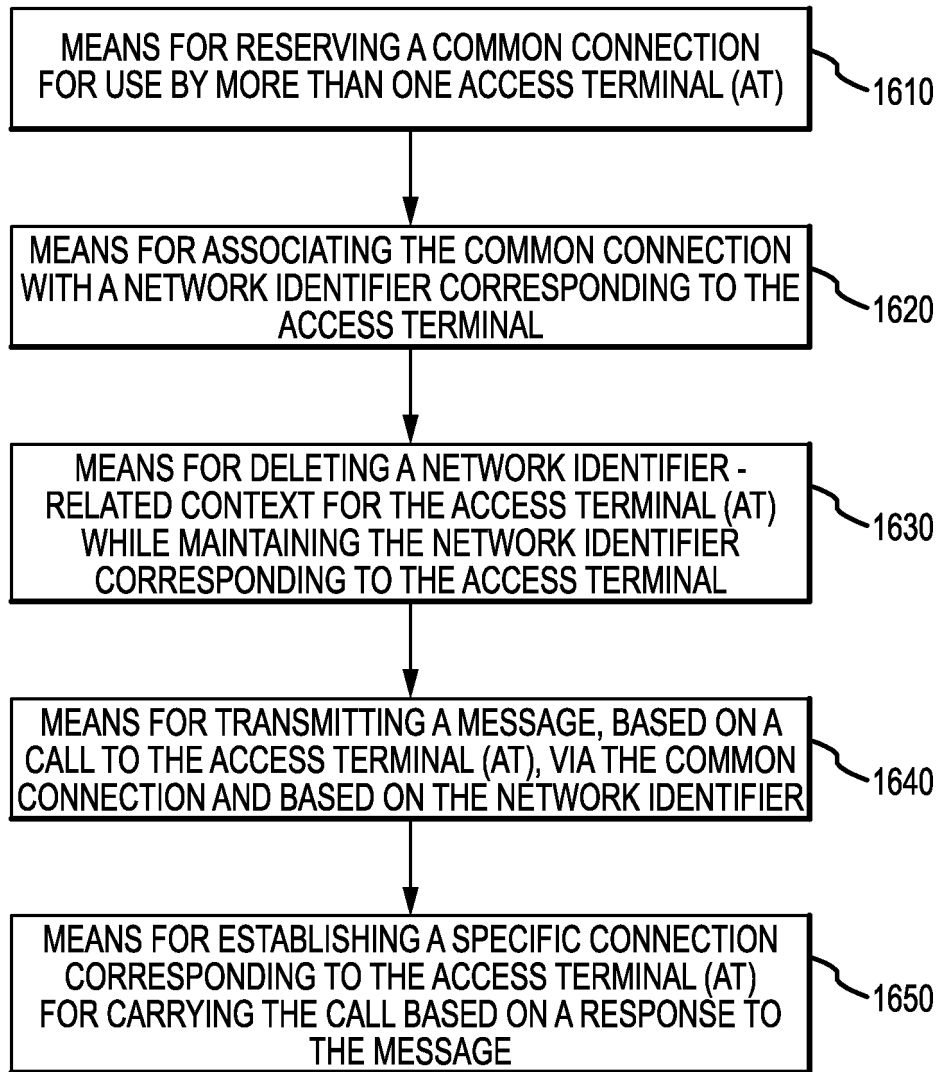 MEANS FOR RESERVING A COMMON CONNECTION
FOR USE BY MORE THAN ONE ACCESS TERMINAL (AT)
1610
MEANS FOR ASSOCIATING THE COMMON CONNECTION
WITH A NETWORK IDENTIFIER CORRESPONDING TO THE
ACCESS TERMINAL
1620
MEANS FOR DELETING A NETWORK IDENTIFIER -
RELATED CONTEXT FOR THE ACCESS TERMINAL (AT)
WHILE MAINTAINING THE NETWORK IDENTIFIER
CORRESPONDING TO THE ACCESS TERMINAL
1630
MEANS FOR TRANSMITTING A MESSAGE, BASED ON A
CALL TO THE ACCESS TERMINAL (AT), VIA THE COMMON
CONNECTION AND BASED ON THE NETWORK IDENTIFIER
1640
MEANS FOR ESTABLISHING A SPECIFIC CONNECTION
CORRESPONDING TO THE ACCESS TERMINAL (AT)
FOR CARRYING THE CALL BASED ON A RESPONSE TO
THE MESSAGE
1650